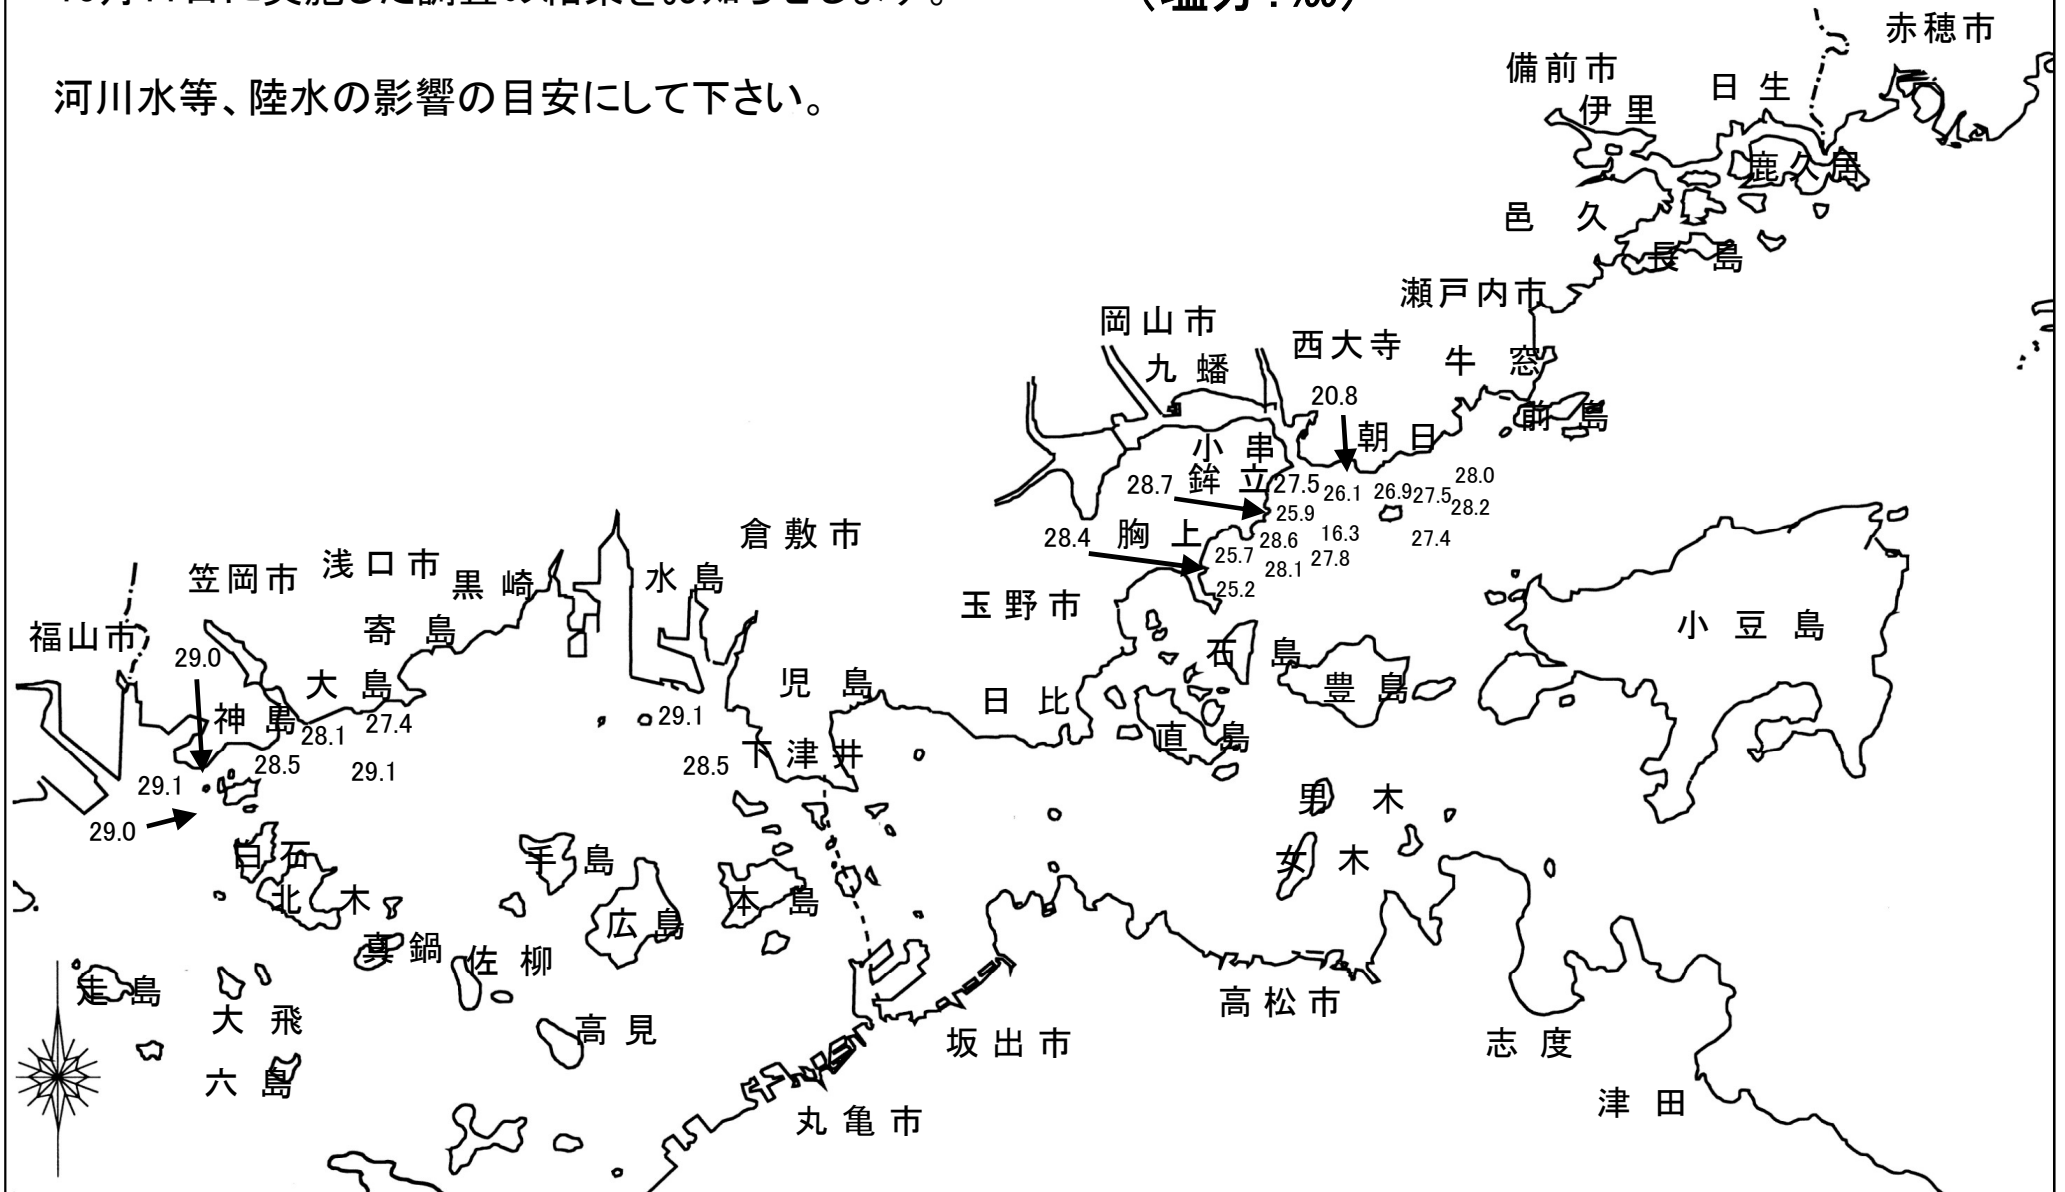 （塩分：‰）
河川水等、陸水の影響の目安にして下さい。
赤穂市
備前市
日生
伊里
鹿久居
邑久
長島
瀬戸内市
岡山市
西大寺
九蟠
牛窓
20.8
前島
朝日
小串
28.7
鉾立
27.5
26.1
26.9
27.5
28.0
28.2
25.9
28.4
胸上
28.6
16.3
27.4
25.7
28.1
27.8
25.2
倉敷市
笠岡市
浅口市
黒崎
水島
玉野市
福山市
寄島
小豆島
29.0
石島
大島
児島
日比
豊島
神島
28.1
27.4
29.1
直島
28.5
29.1
28.5
下津井
29.1
29.0
男木
白石
手島
女木
北木
本島
広島
真鍋
佐柳
走島
大飛
高見
高松市
坂出市
志度
六島
丸亀市
津田